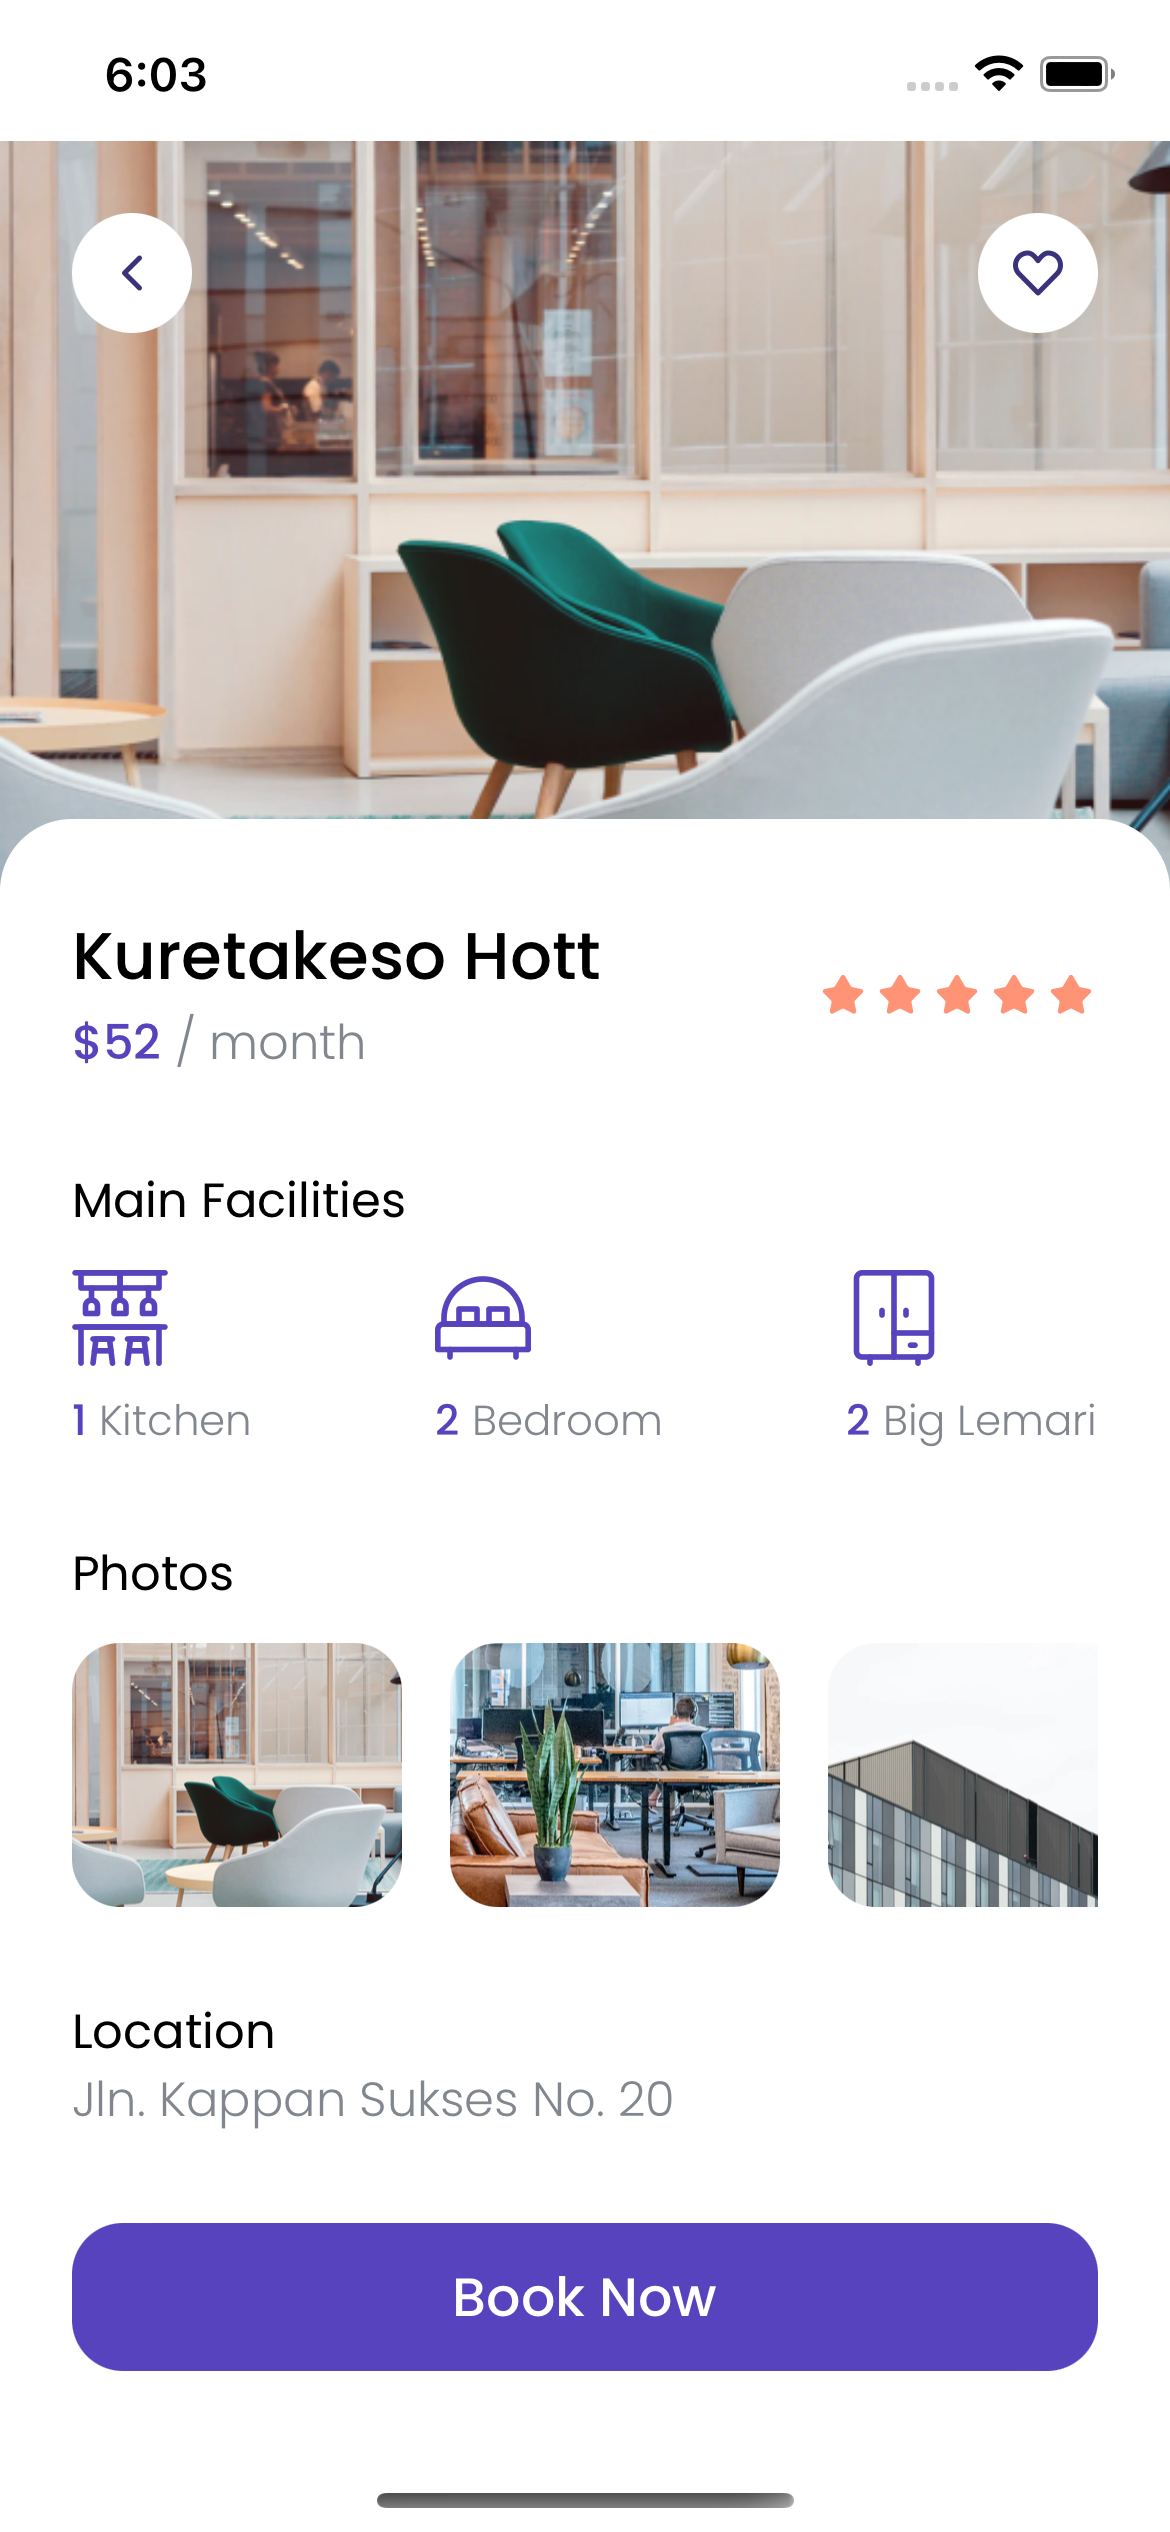 6:03
Kuretakeso Hott
$52 / month
Main Facilities
1 Kitchen
2 Bedroom
2 Big Lemari
Photos
Location
Jln. Kappan Sukses No. 20
Book Now